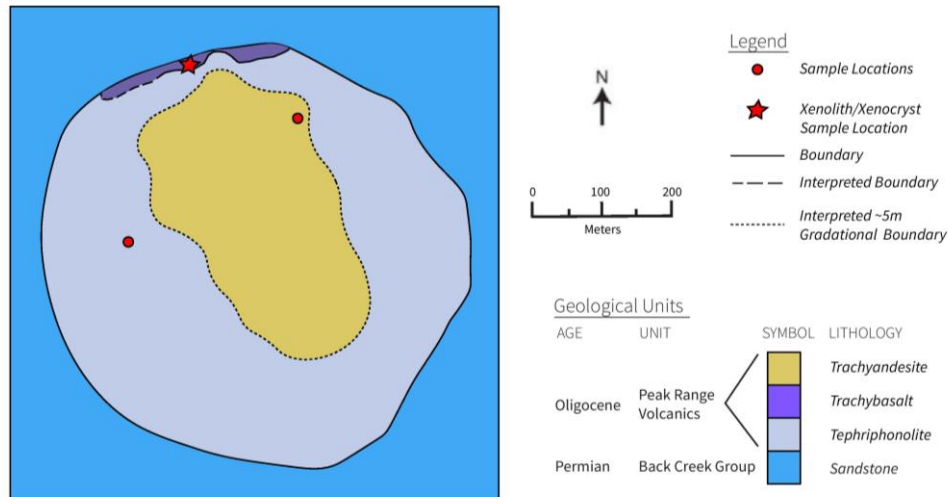 Legend
Sample Locations
Xenolith/Xenocryst
Sample Location
Boundary
Interpreted Boundary
Interpreted ~5m
Gradational Boundary
N
0 100 200
Meters
Geological Units
AGE UNIT SYMBOL LITHOLOGY
Trachyandesite
Oligocene Peak Range
Volcanics
Trachybasalt
Tephriphonolite
Permian Back Creek Group Sandstone